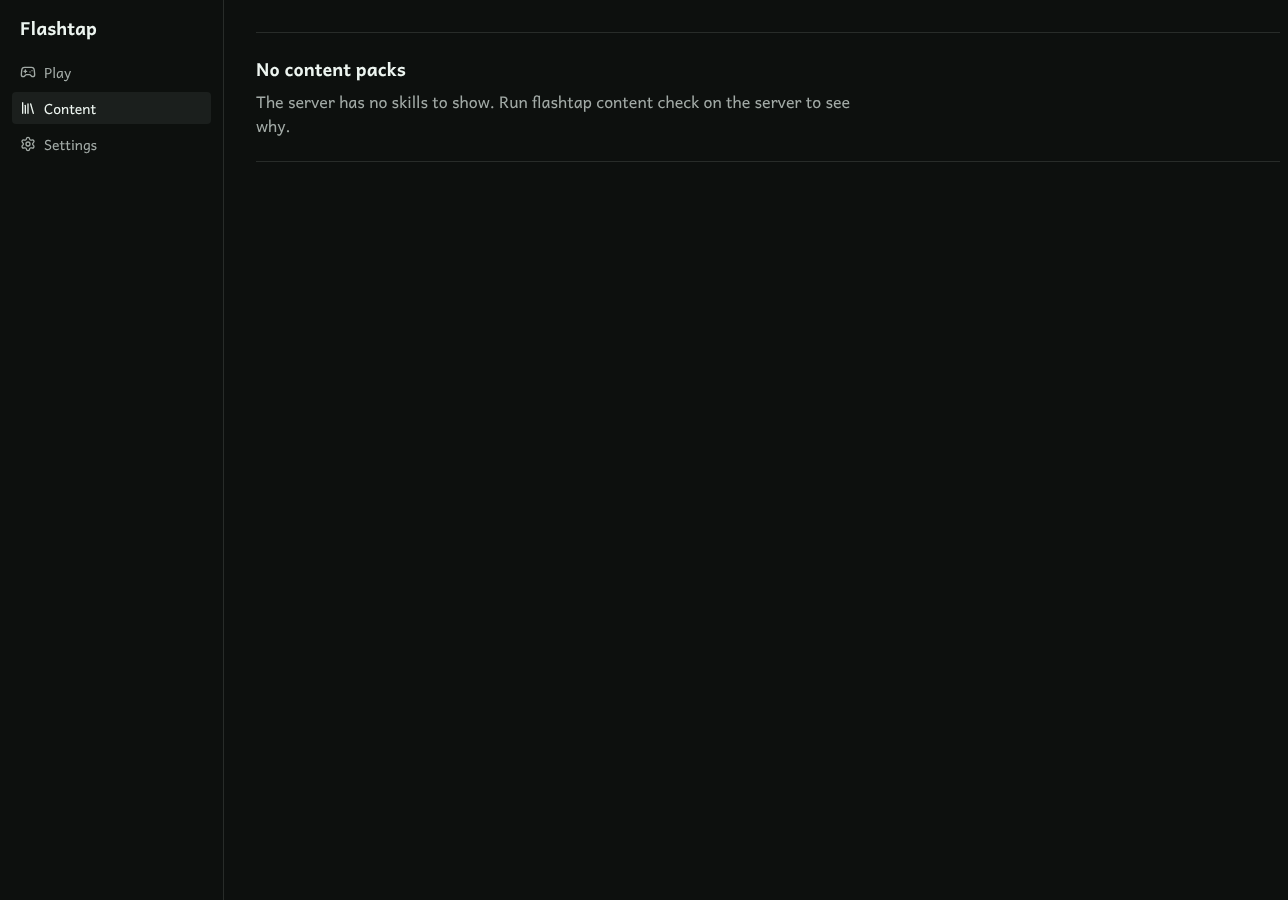 Flashtap
Play
Content
Settings
No content packs
The server has no skills to show. Run flashtap content check on the server to see
why.